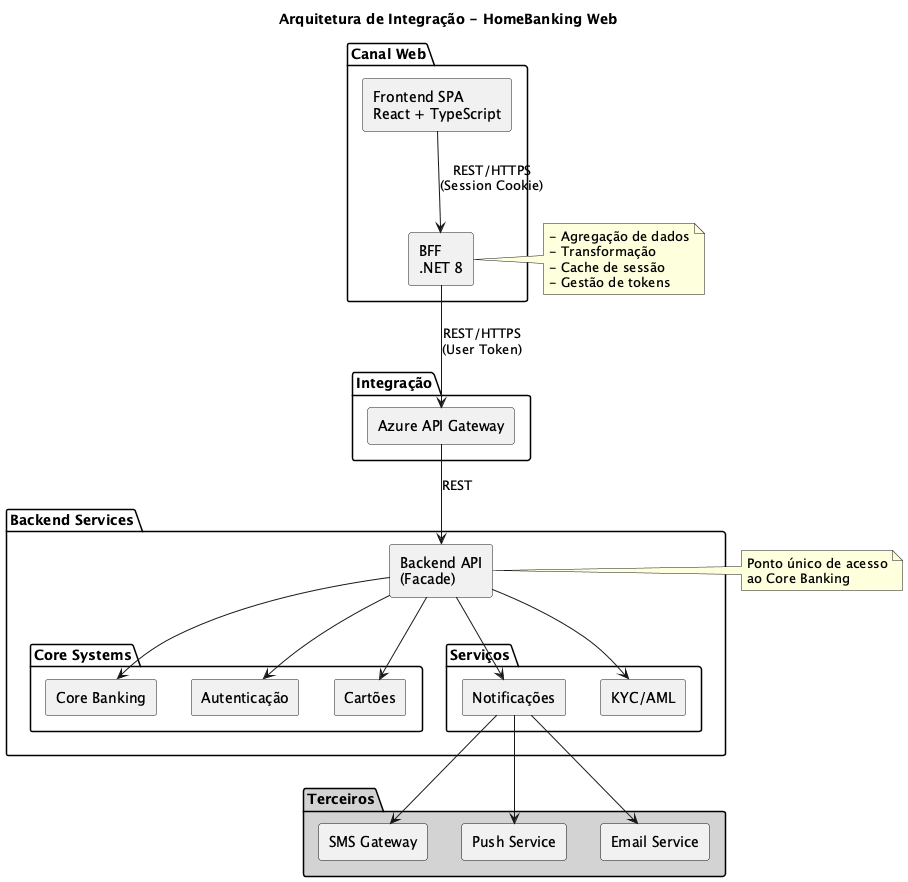 Arquitetura de Integração - HomeBanking Web
Canal Web
Frontend SPA
React + TypeScript
REST/HTTPS
(Session Cookie)
BFF
.NET 8
- Agregação de dados
- Transformação
- Cache de sessão
- Gestão de tokens
REST/HTTPS
(User Token)
Integração
Azure API Gateway
REST
Backend Services
Backend API
(Facade)
Ponto único de acesso
ao Core Banking
Core Systems
Core Banking
Autenticação
Cartões
Serviços
Notificações
KYC/AML
Terceiros
SMS Gateway
Push Service
Email Service